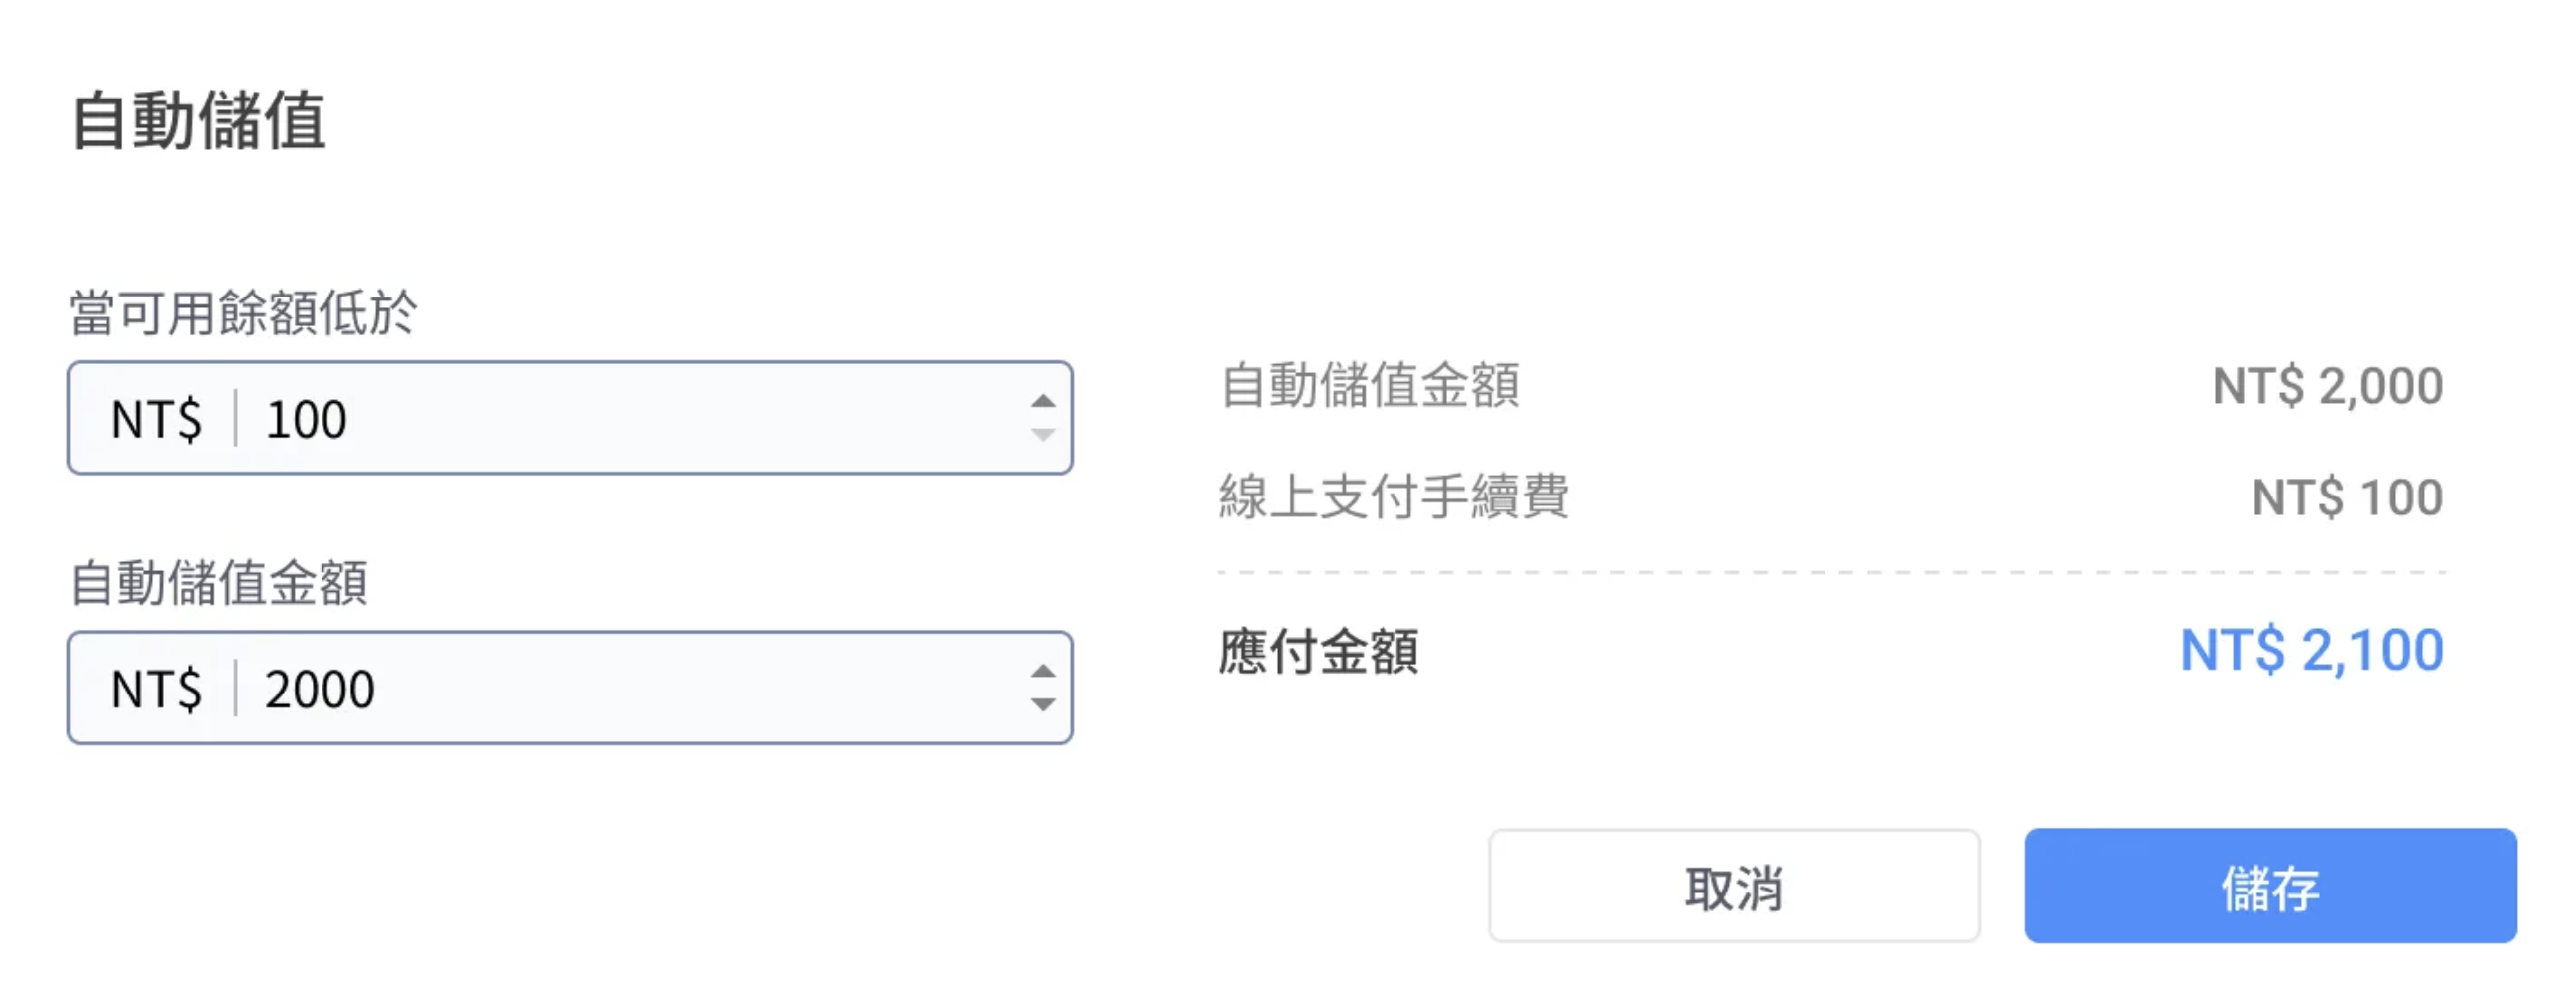 自動儲值
當可用餘額低於
NT$ 100
自動儲值金額
NT$ 2000
自動儲值金額 NT$ 2,000
線上支付手續費 NT$ 100
應付金額 NT$ 2,100
取消 儲存